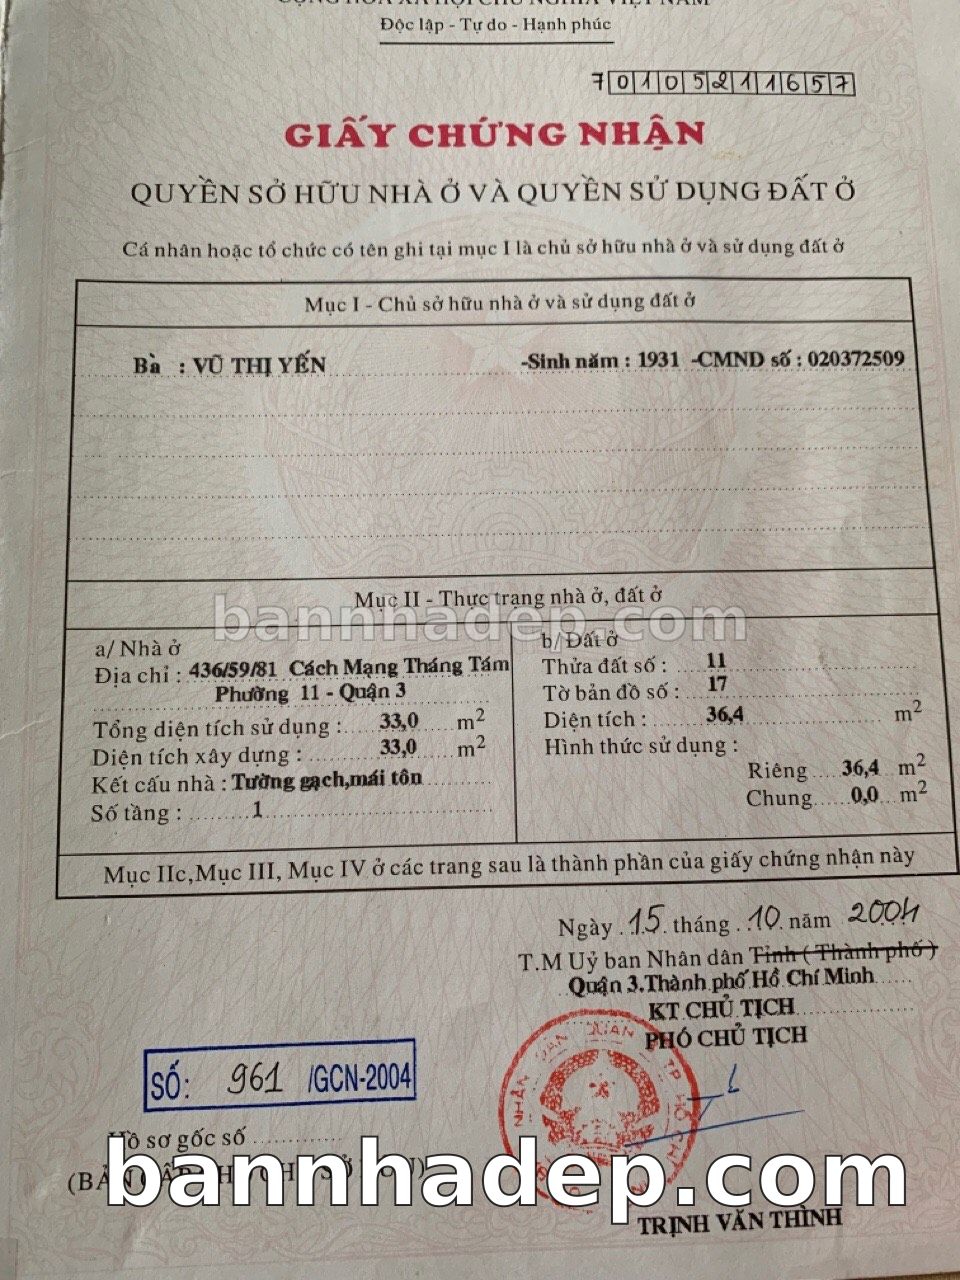 CỘNG HÒA XÃ HỘI CHỦ NGHĨA VIỆT NAM
Độc lập - Tự do - Hạnh phúc
70105211657
GIẤY CHỨNG NHẬN
QUYỀN SỞ HỮU NHÀ Ở VÀ QUYỀN SỬ DỤNG ĐẤT Ở
Cá nhân hoặc tổ chức có tên ghi tại mục I là chủ sở hữu nhà ở và sử dụng đất ở
Mục I - Chủ sở hữu nhà ở và sử dụng đất ở
Bà : VŨ THỊ YẾN -Sinh năm : 1931 -CMND số : 020372509
Mục II - Thực trạng nhà ở, đất ở
bannhadep.com
a/ Nhà ở
Địa chỉ : 436/59/81 Cách Mạng Tháng Tám
Phường 11 - Quận 3
Tổng diện tích sử dụng : 33,0 m2
Diện tích xây dựng : 33,0 m2
Kết cấu nhà : Tường gạch,mái tôn
Số tầng : 1
b/ Đất ở
Thửa đất số : 11
Tờ bản đồ số : 17
Diện tích : 36,4 m2
Hình thức sử dụng :
Riêng 36,4 m2
Chung 0,0 m2
Mục IIc,Mục III, Mục IV ở các trang sau là thành phần của giấy chứng nhận này
Ngày 15 tháng 10 năm 2004
T.M Uỷ ban Nhân dân Tỉnh ( Thành phố )
Quận 3.Thành phố Hồ Chí Minh
KT CHỦ TỊCH
PHÓ CHỦ TỊCH
SỐ: 961 /GCN-2004
Hồ sơ gốc số
bannhadep.com
TRỊNH VĂN THÌNH